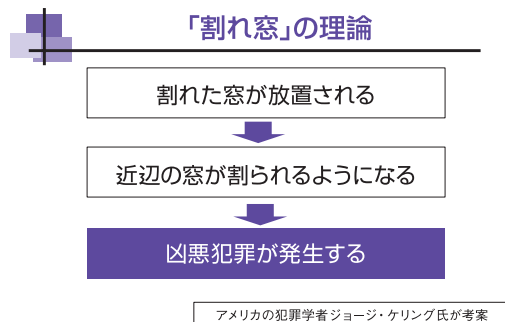 「割れ窓」の理論
割れた窓が放置される
近辺の窓が割られるようになる
凶悪犯罪が発生する
アメリカの犯罪学者ジョージ・ケリング氏が考案